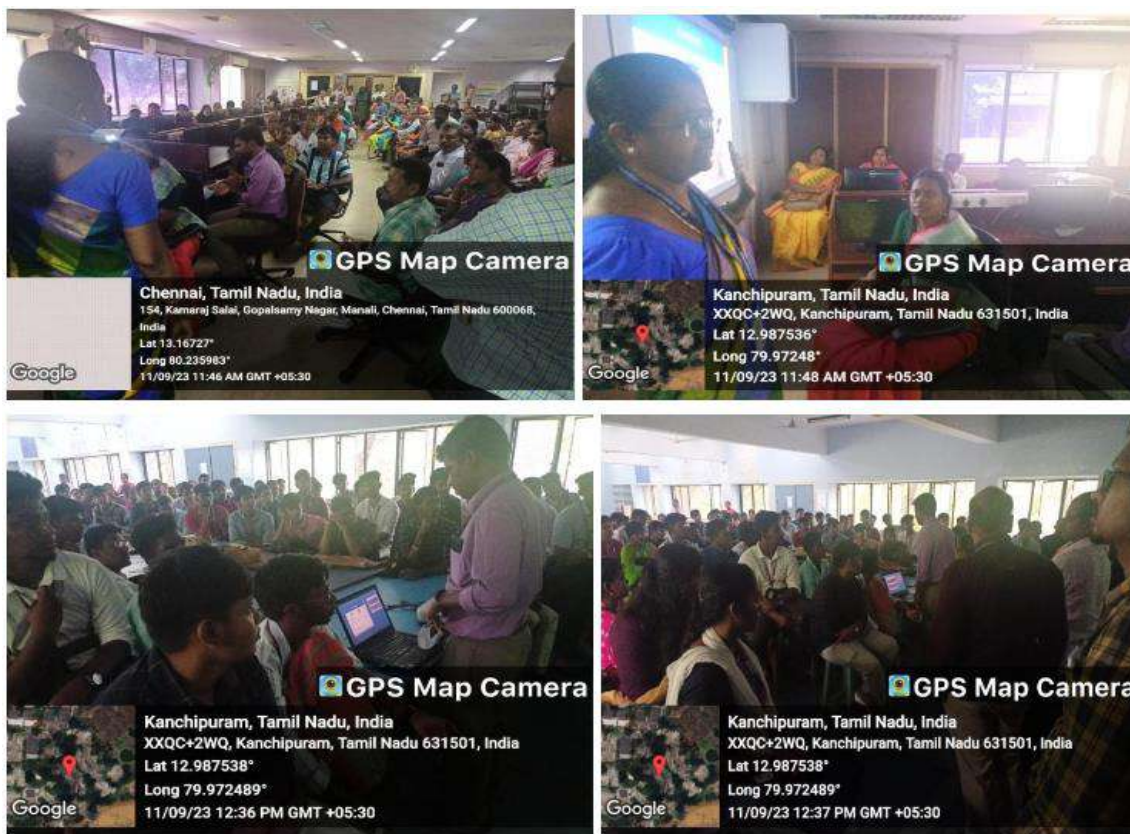 GPS Map Camera
Chennai, Tamil Nadu, India
154, Kamaraj Salai, Gopalsamy Nagar, Manali, Chennai, Tamil Nadu 600068,
India
Lat 13.16727°
Long 80.235983°
11/09/23 11:46 AM GMT +05:30
Google
GPS Map Camera
Kanchipuram, Tamil Nadu, India
XXQC+2WQ, Kanchipuram, Tamil Nadu 631501, India
Lat 12.987536°
Long 79.97248°
11/09/23 11:48 AM GMT +05:30
Google
GPS Map Camera
Kanchipuram, Tamil Nadu, India
XXQC+2WQ, Kanchipuram, Tamil Nadu 631501, India
Lat 12.987538°
Long 79.972489°
11/09/23 12:36 PM GMT +05:30
Google
GPS Map Camera
Kanchipuram, Tamil Nadu, India
XXQC+2WQ, Kanchipuram, Tamil Nadu 631501, India
Lat 12.987538°
Long 79.972489°
11/09/23 12:37 PM GMT +05:30
Google